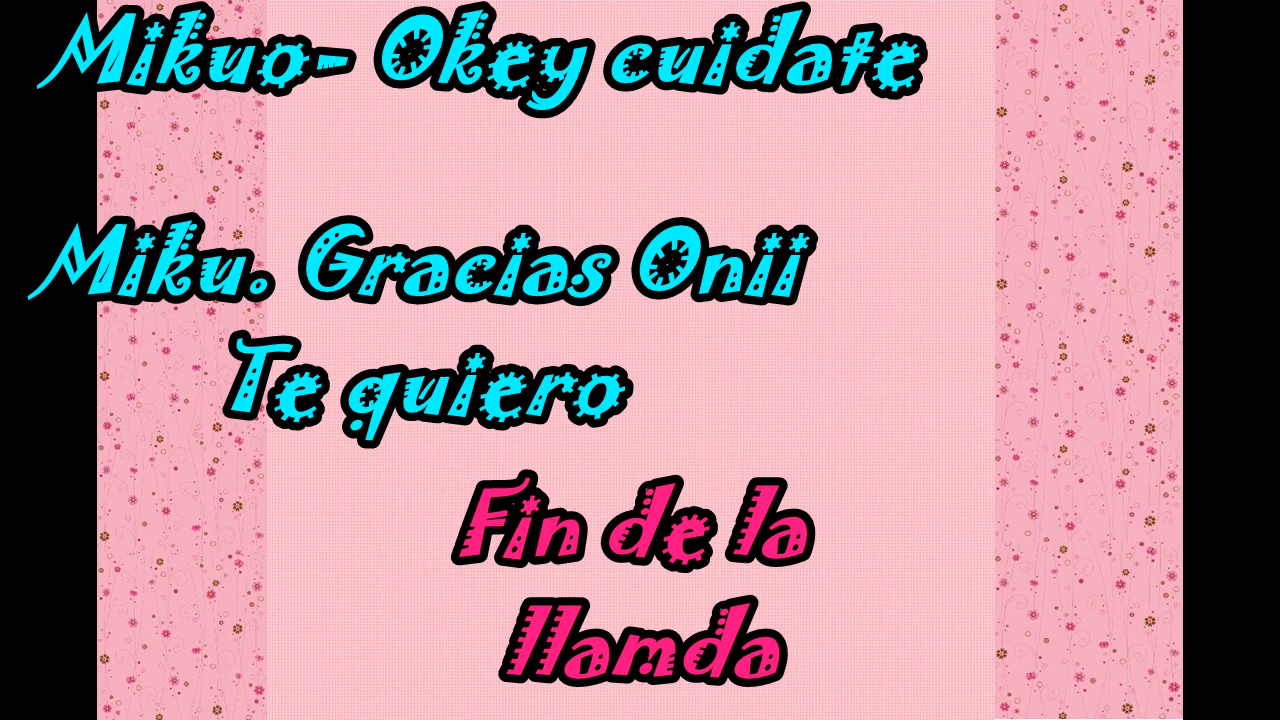 Mikuo- Okey cuidate
Miku. Gracias Onii
Te quiero
Fin de la
llamda